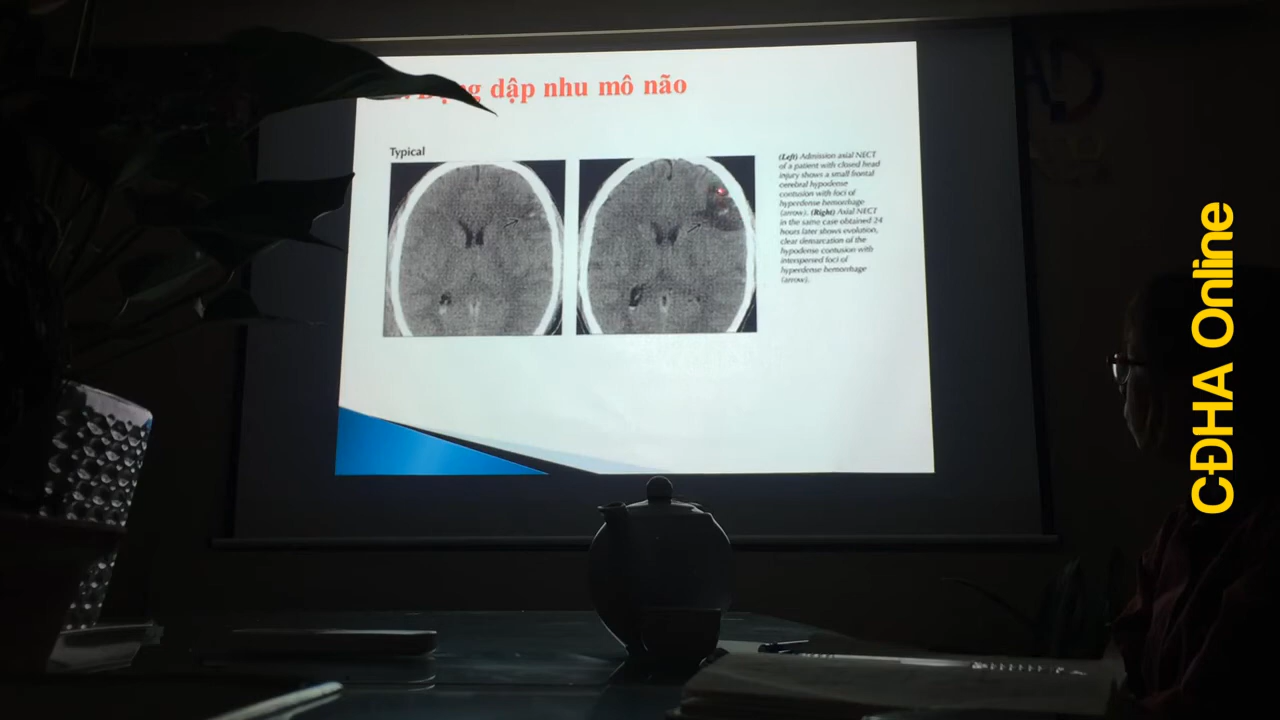 dập nhu mô não
Typical
(Left) Admission axial NECT
of a patient with closed head
injury shows a small frontal
cerebral hypodense
contusion with foci of
hyperdense hemorrhage
(arrow). (Right) Axial NECT
in the same case obtained 24
hours later shows evolution,
clear demarcation of the
hypodense contusion with
interspersed foci of
hyperdense hemorrhage
(arrow).
CĐHA Online